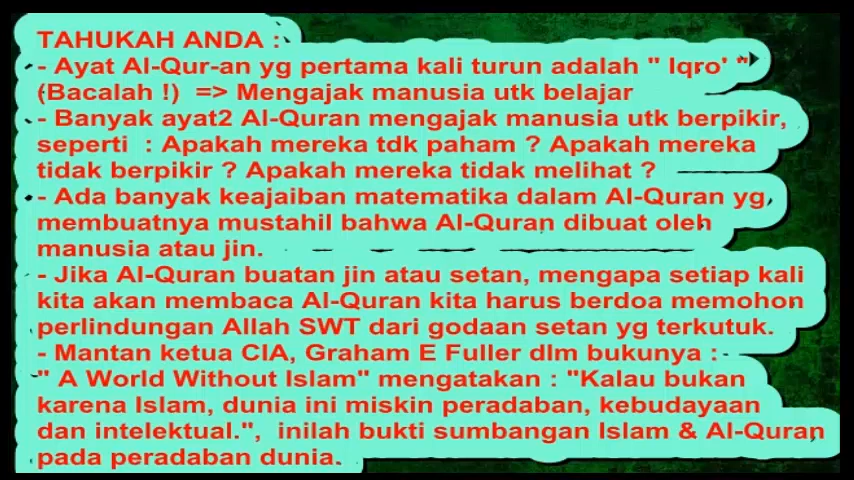 TAHUKAH ANDA :
- Ayat Al-Qur-an yg pertama kali turun adalah " Iqro' "
(Bacalah !)  => Mengajak manusia utk belajar
- Banyak ayat2 Al-Quran mengajak manusia utk berpikir,
seperti  : Apakah mereka tdk paham ? Apakah mereka
tidak berpikir ? Apakah mereka tidak melihat ?
- Ada banyak keajaiban matematika dalam Al-Quran yg
membuatnya mustahil bahwa Al-Quran dibuat oleh
manusia atau jin.
- Jika Al-Quran buatan jin atau setan, mengapa setiap kali
kita akan membaca Al-Quran kita harus berdoa memohon
perlindungan Allah SWT dari godaan setan yg terkutuk.
- Mantan ketua CIA, Graham E Fuller dlm bukunya :
" A World Without Islam" mengatakan : "Kalau bukan
karena Islam, dunia ini miskin peradaban, kebudayaan
dan intelektual.",  inilah bukti sumbangan Islam & Al-Quran
pada peradaban dunia.